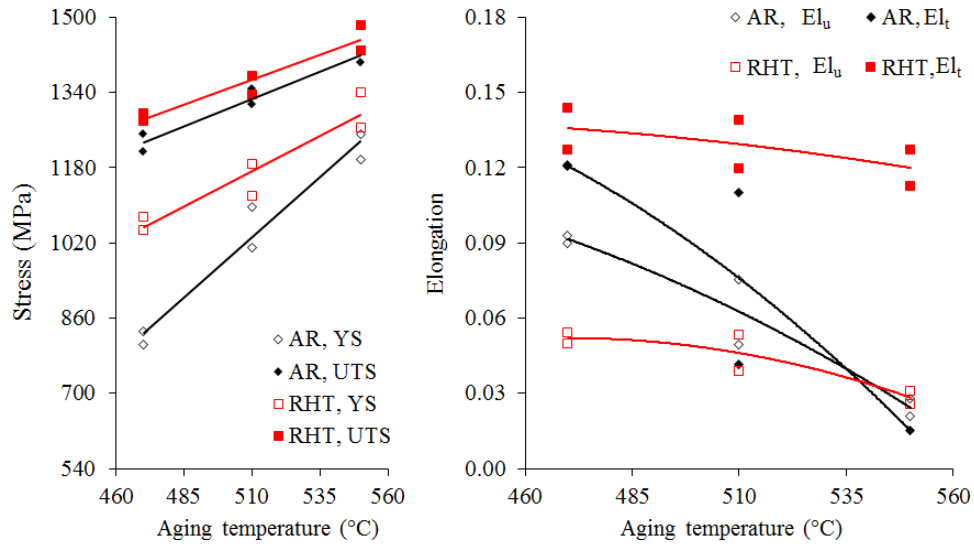 1500
1340
1180
1020
860
700
540
Stress (MPa)
AR, YS
AR, UTS
RHT, YS
RHT, UTS
460 485 510 535 560
Aging temperature (°C)
0.18
0.15
0.12
0.09
0.06
0.03
0.00
Elongation
AR, Elu AR, Elt
RHT, Elu RHT, Elt
460 485 510 535 560
Aging temperature (°C)